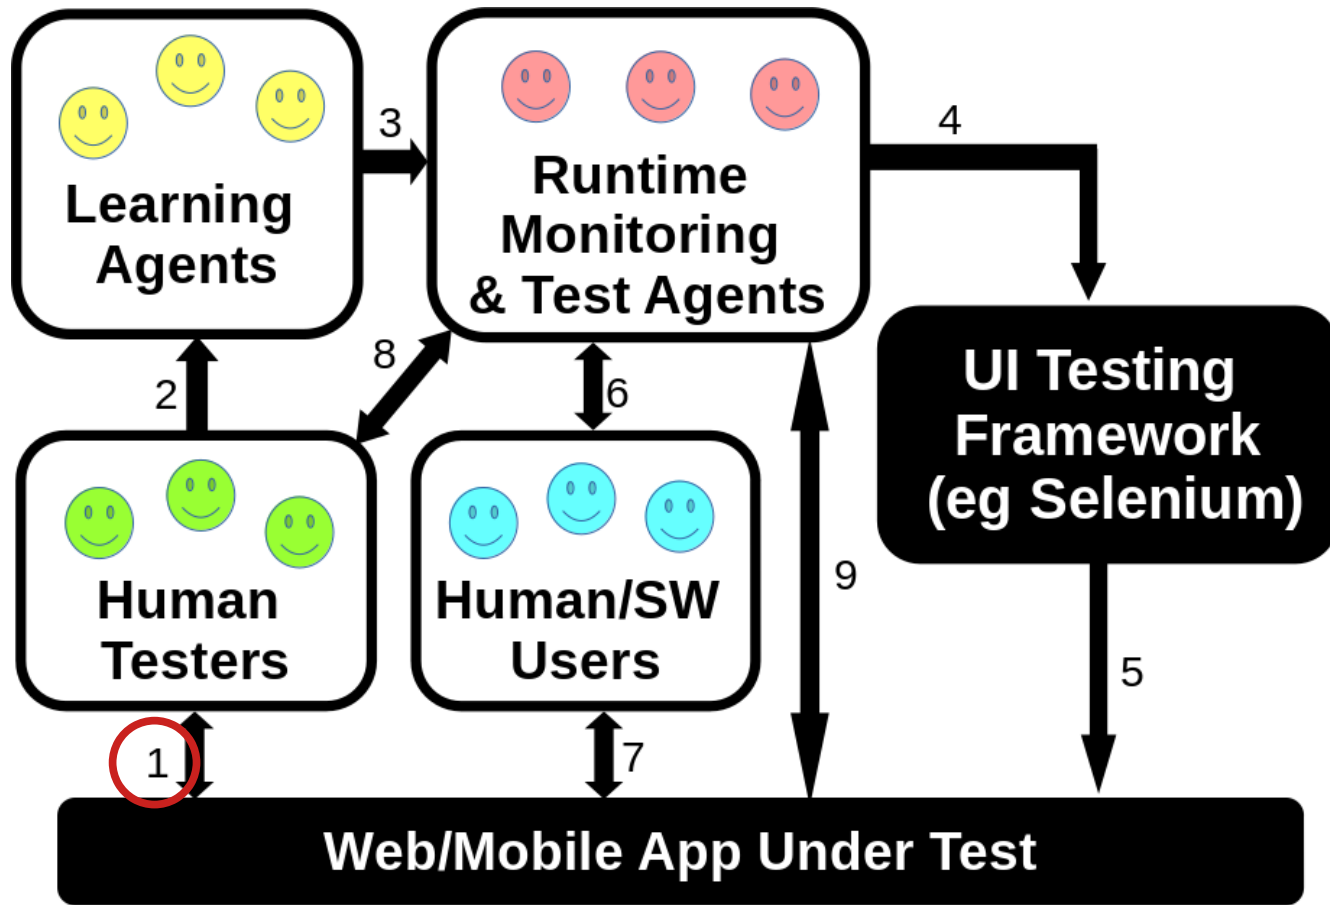 3
4
Learning
Agents
Runtime
Monitoring
& Test Agents
2
8
6
UI Testing
Framework
(eg Selenium)
Human
Testers
Human/SW
Users
9
5
1
7
Web/Mobile App Under Test